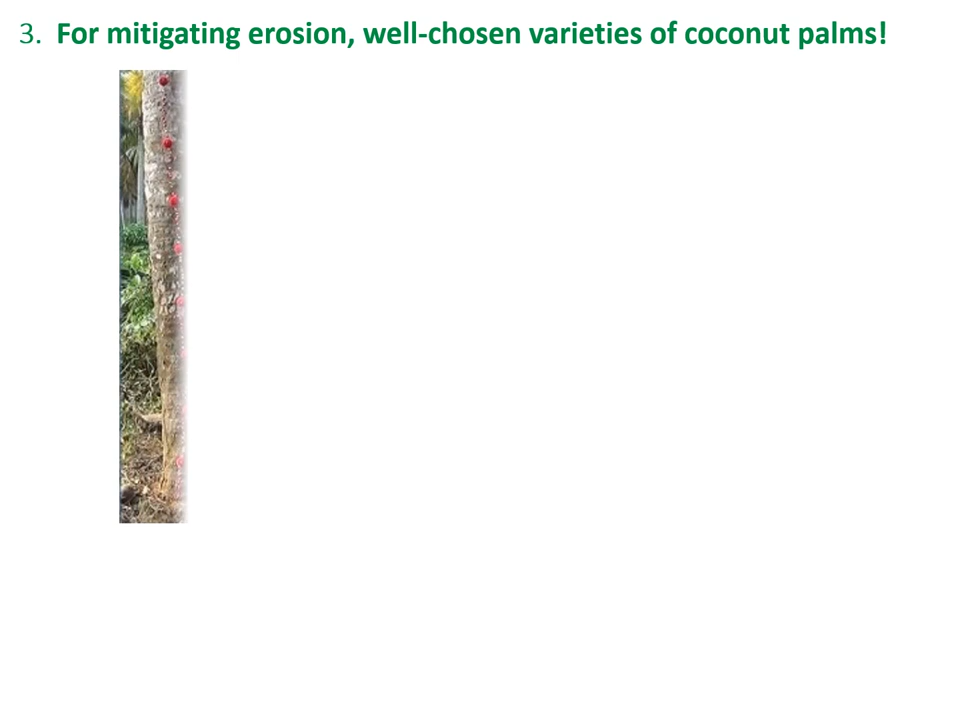 3. For mitigating erosion, well-chosen varieties of coconut palms!